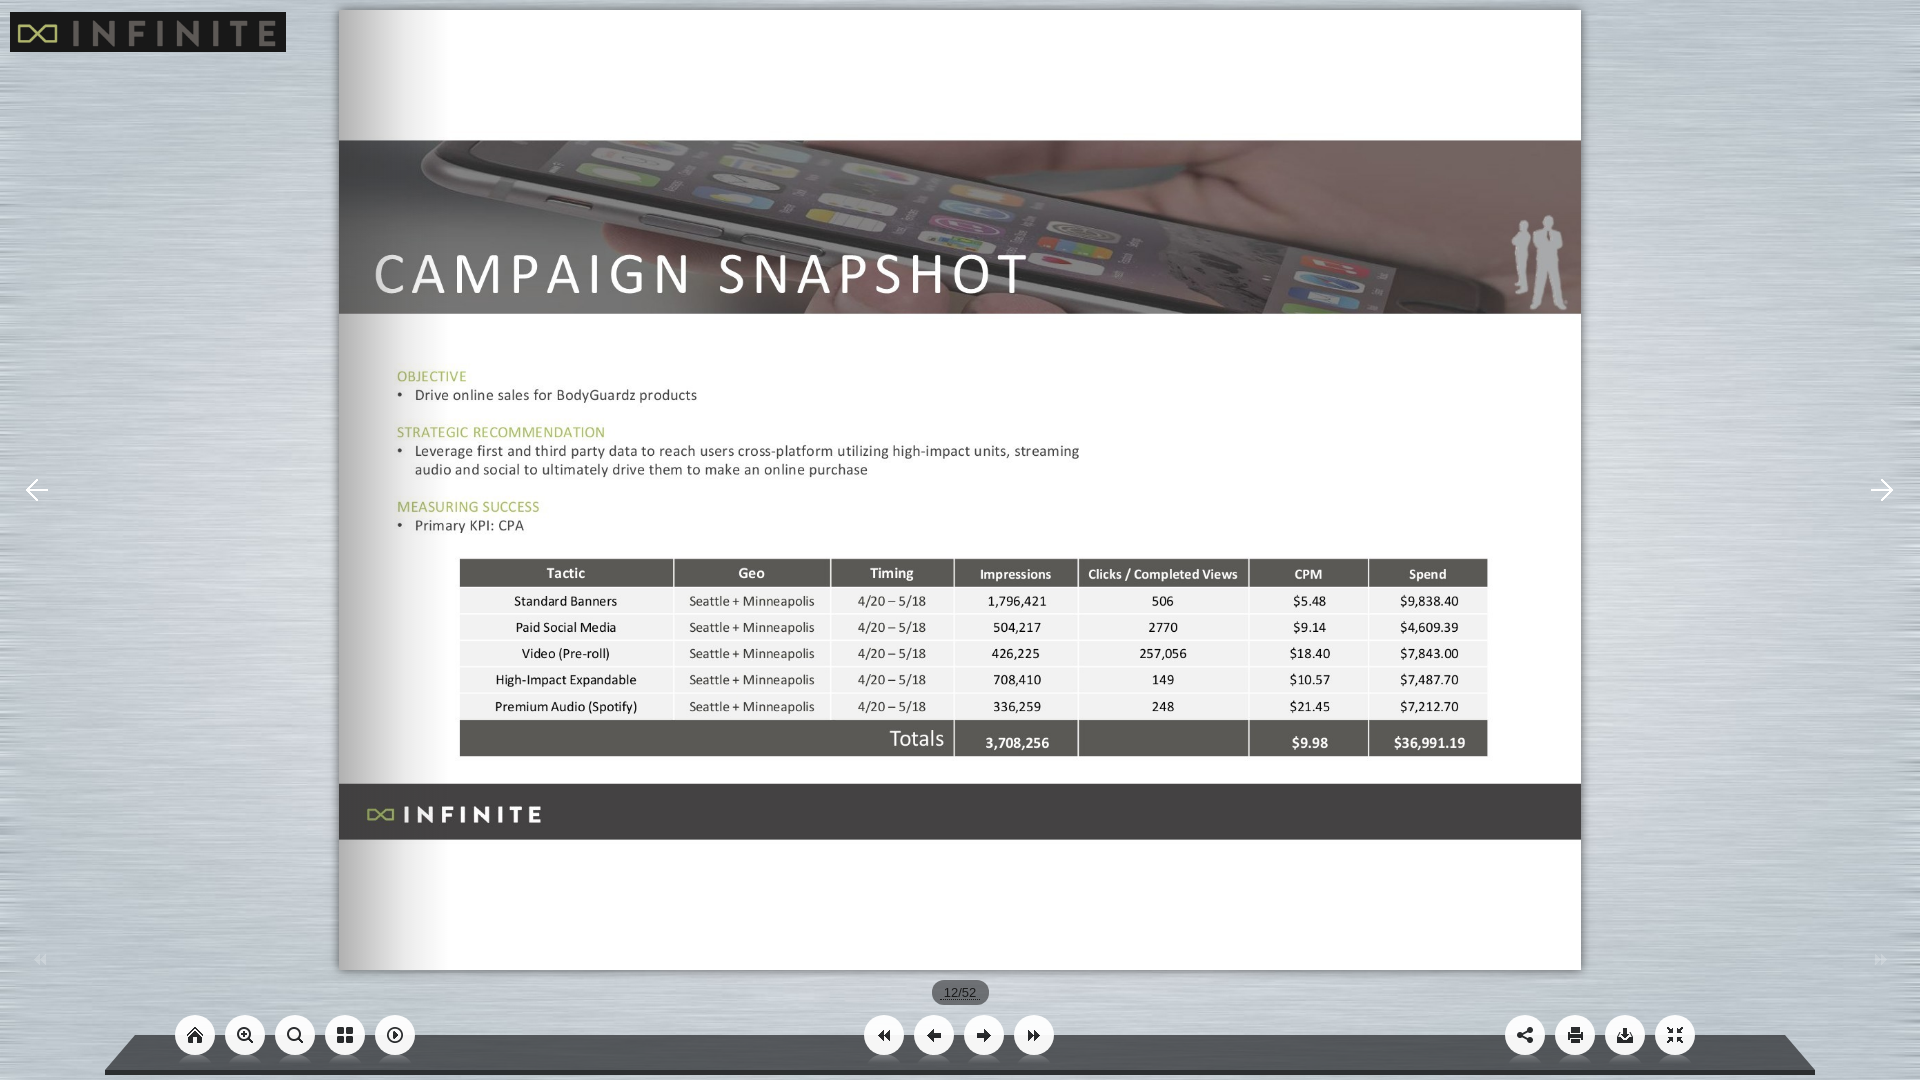 INFINITE
CAMPAIGN SNAPSHOT
OBJECTIVE
• Drive online sales for BodyGuardz products
STRATEGIC RECOMMENDATION
• Leverage first and third party data to reach users cross-platform utilizing high-impact units, streaming
audio and social to ultimately drive them to make an online purchase
MEASURING SUCCESS
• Primary KPI: CPA
Tactic Geo Timing Impressions Clicks / Completed Views CPM Spend
Standard Banners Seattle + Minneapolis 4/20 – 5/18 1,796,421 506 $5.48 $9,838.40
Paid Social Media Seattle + Minneapolis 4/20 – 5/18 504,217 2770 $9.14 $4,609.39
Video (Pre-roll) Seattle + Minneapolis 4/20 – 5/18 426,225 257,056 $18.40 $7,843.00
High-Impact Expandable Seattle + Minneapolis 4/20 – 5/18 708,410 149 $10.57 $7,487.70
Premium Audio (Spotify) Seattle + Minneapolis 4/20 – 5/18 336,259 248 $21.45 $7,212.70
Totals 3,708,256 $9.98 $36,991.19
INFINITE
12/52